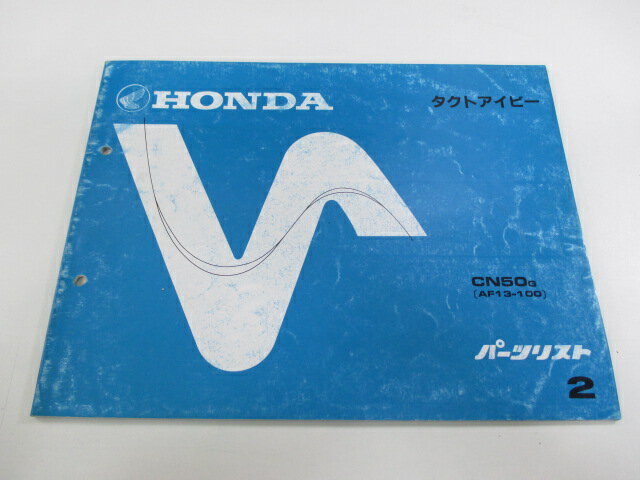 HONDA
タクトアイビー
CN50G
(AF13-100)
パーツリスト
2